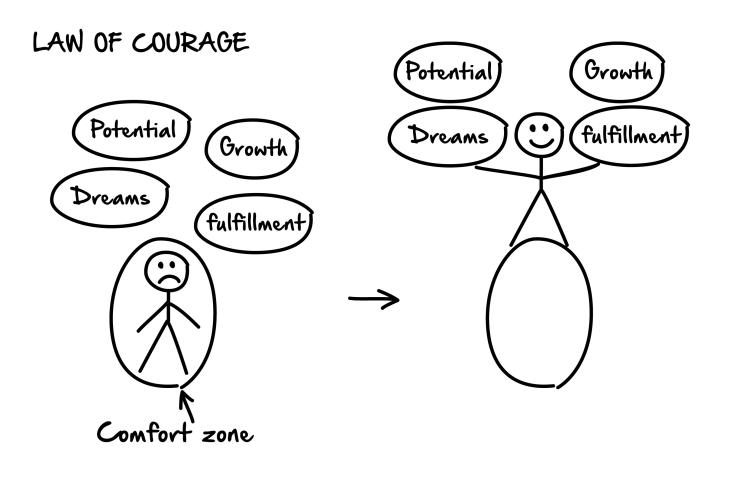 LAW OF COURAGE
Potential
Growth
Dreams
fulfillment
Comfort zone
Potential
Growth
Dreams
fulfillment